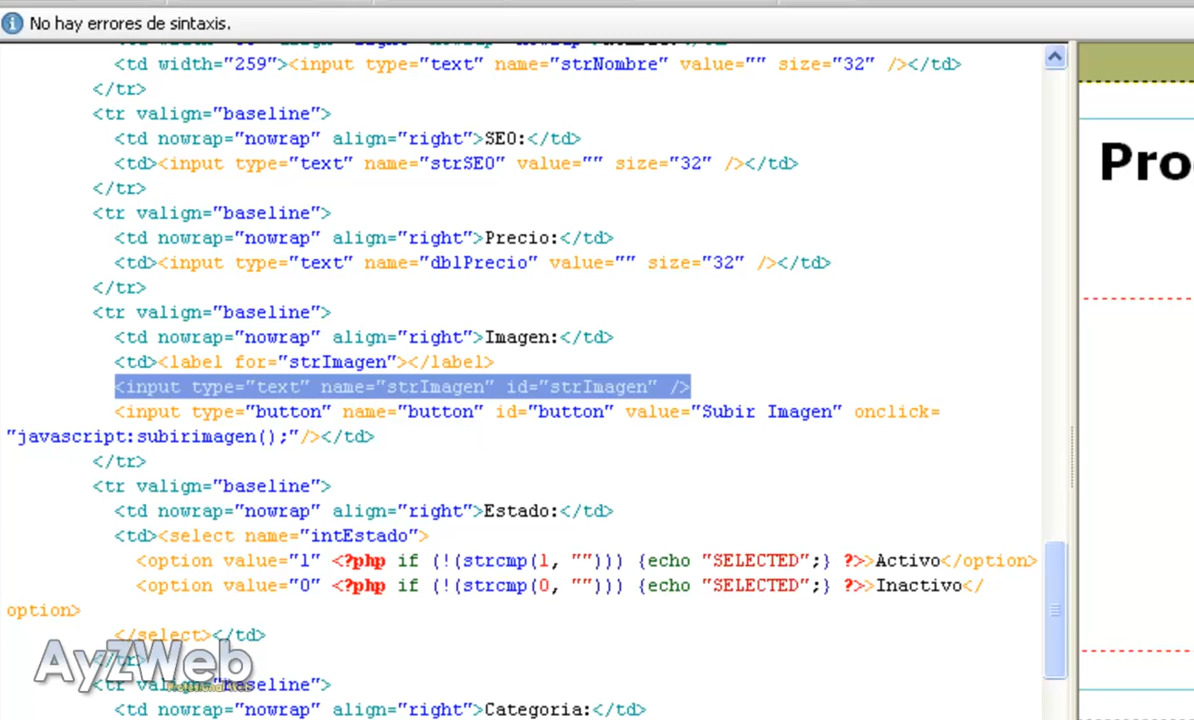 No hay errores de sintaxis.
<td width="259"><input type="text" name="strNombre" value="" size="32" /></td>
</tr>
<tr valign="baseline">
<td nowrap="nowrap" align="right">SEO:</td>
<td><input type="text" name="strSEO" value="" size="32" /></td>
</tr>
<tr valign="baseline">
<td nowrap="nowrap" align="right">Precio:</td>
<td><input type="text" name="dblPrecio" value="" size="32" /></td>
</tr>
<tr valign="baseline">
<td nowrap="nowrap" align="right">Imagen:</td>
<td><label for="strImagen"></label>
<input type="text" name="strImagen" id="strImagen" />
<input type="button" name="button" id="button" value="Subir Imagen" onclick=
"javascript:subirimagen();"/></td>
</tr>
<tr valign="baseline">
<td nowrap="nowrap" align="right">Estado:</td>
<td><select name="intEstado">
<option value="1" <?php if (!(strcmp(1, ""))) {echo "SELECTED";} ?>>Activo</option>
<option value="0" <?php if (!(strcmp(0, ""))) {echo "SELECTED";} ?>>Inactivo</
option>
</select></td>
</tr>
<tr valign="baseline">
<td nowrap="nowrap" align="right">Categoria:</td>
Pro
AyZWeb